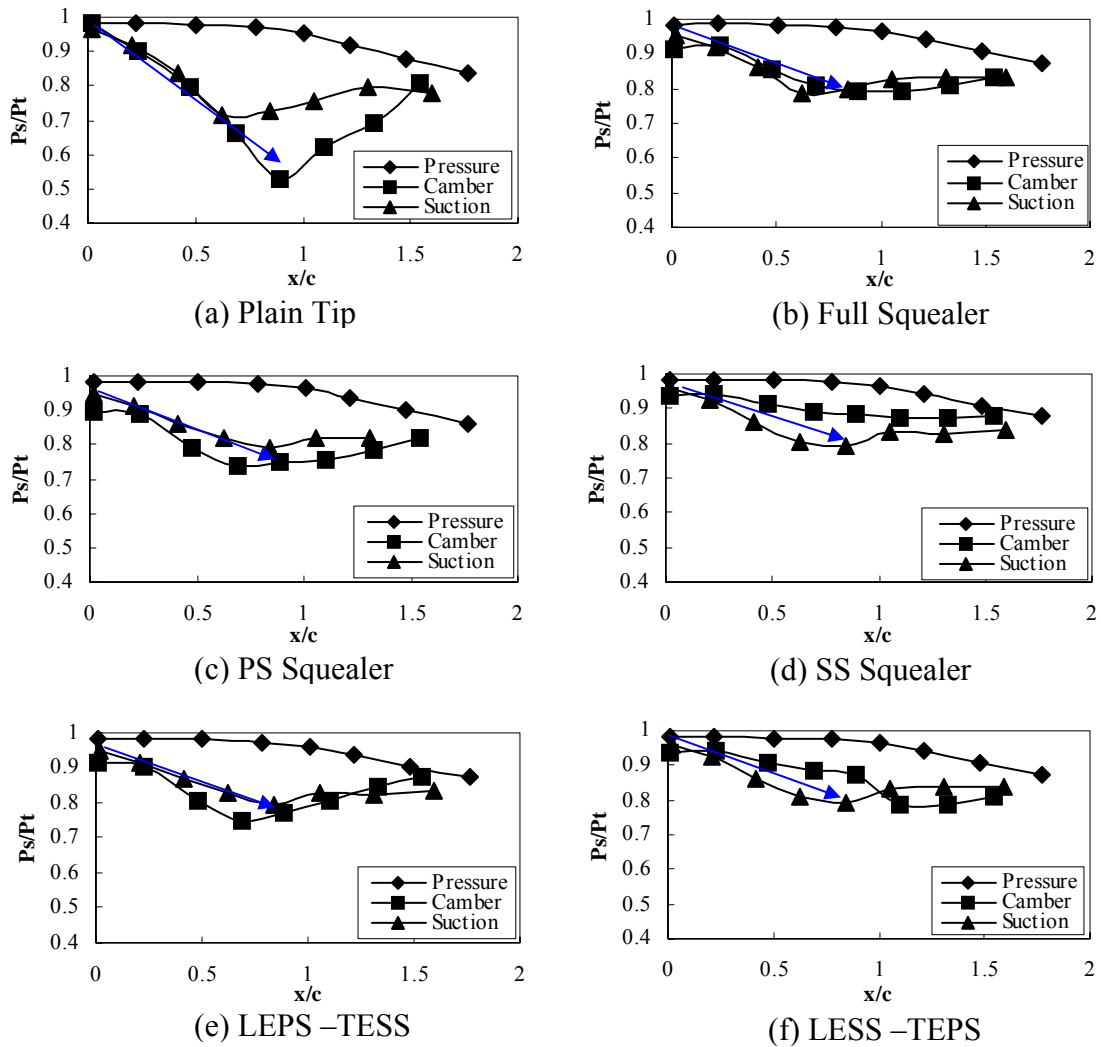 1
0.9
0.8
0.7
0.6
0.5
0.4
Ps/Pt
0
0.5
1
1.5
2
x/c
Pressure
Camber
Suction
(a) Plain Tip
1
0.9
0.8
0.7
0.6
0.5
0.4
Ps/Pt
0
0.5
1
1.5
2
x/c
Pressure
Camber
Suction
(b) Full Squealer
1
0.9
0.8
0.7
0.6
0.5
0.4
Ps/Pt
0
0.5
1
1.5
2
x/c
Pressure
Camber
Suction
(c) PS Squealer
1
0.9
0.8
0.7
0.6
0.5
0.4
Ps/Pt
0
0.5
1
1.5
2
x/c
Pressure
Camber
Suction
(d) SS Squealer
1
0.9
0.8
0.7
0.6
0.5
0.4
Ps/Pt
0
0.5
1
1.5
2
x/c
Pressure
Camber
Suction
(e) LEPS –TESS
1
0.9
0.8
0.7
0.6
0.5
0.4
Ps/Pt
0
0.5
1
1.5
2
x/c
Pressure
Camber
Suction
(f) LESS –TEPS